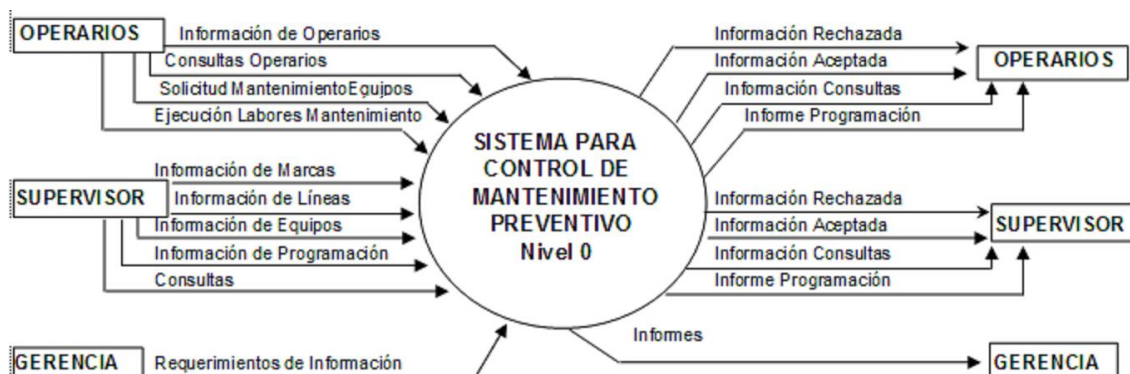 OPERARIOS
Información de Operarios
Consultas Operarios
Solicitud MantenimientoEquipos
Ejecución Labores Mantenimiento
SUPERVISOR
Información de Marcas
Información de Líneas
Información de Equipos
Información de Programación
Consultas
GERENCIA
Requerimientos de Información
SISTEMA PARA
CONTROL DE
MANTENIMIENTO
PREVENTIVO
Nivel 0
Información Rechazada
Información Aceptada
Información Consultas
Informe Programación
OPERARIOS
Información Rechazada
Información Aceptada
Información Consultas
Informe Programación
SUPERVISOR
Informes
GERENCIA